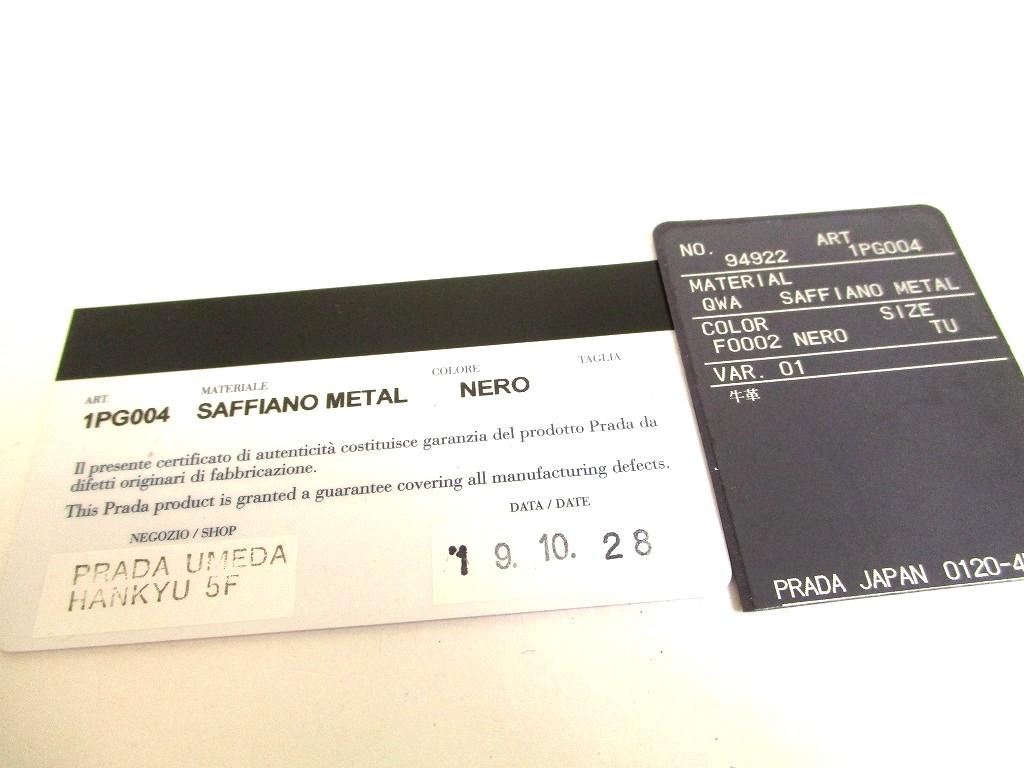 ART.
MATERIALE
COLORE
TAGLIA
1PG004
SAFFIANO METAL
NERO
Il presente certificato di autenticità costituisce garanzia del prodotto Prada da
difetti originari di fabbricazione.
This Prada product is granted a guarantee covering all manufacturing defects.
NEGOZIO / SHOP
DATA / DATE
PRADA UMEDA
HANKYU 5F
19. 10. 28
NO. ART
94922 1PG004
MATERIAL
QWA SAFFIANO METAL
COLOR SIZE
F0002 NERO TU
VAR. 01
牛革
PRADA JAPAN 0120-4